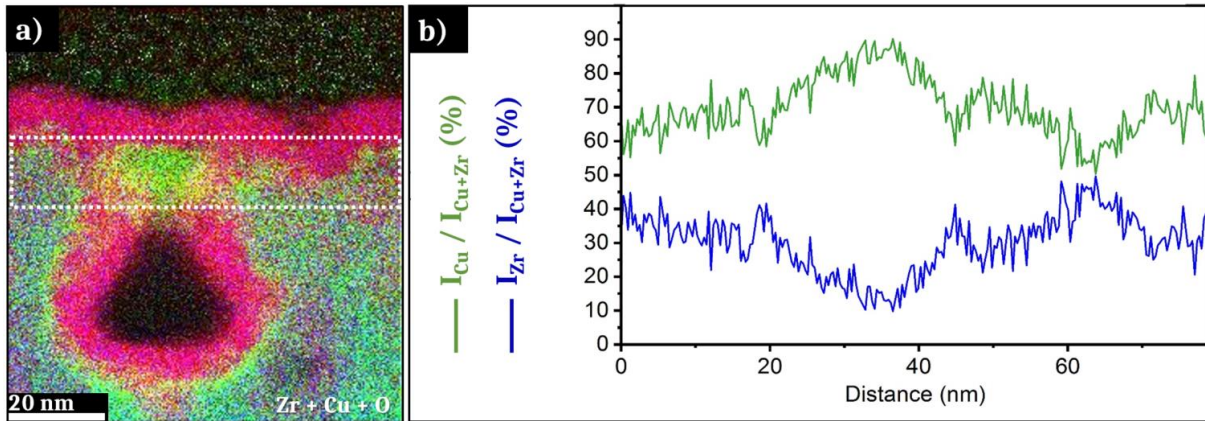 a)
20 nm
Zr + Cu + O
b)
I_Cu / I_Cu+Zr (%)
I_Zr / I_Cu+Zr (%)
90
80
70
60
50
40
30
20
10
0
0 20 40 60
Distance (nm)